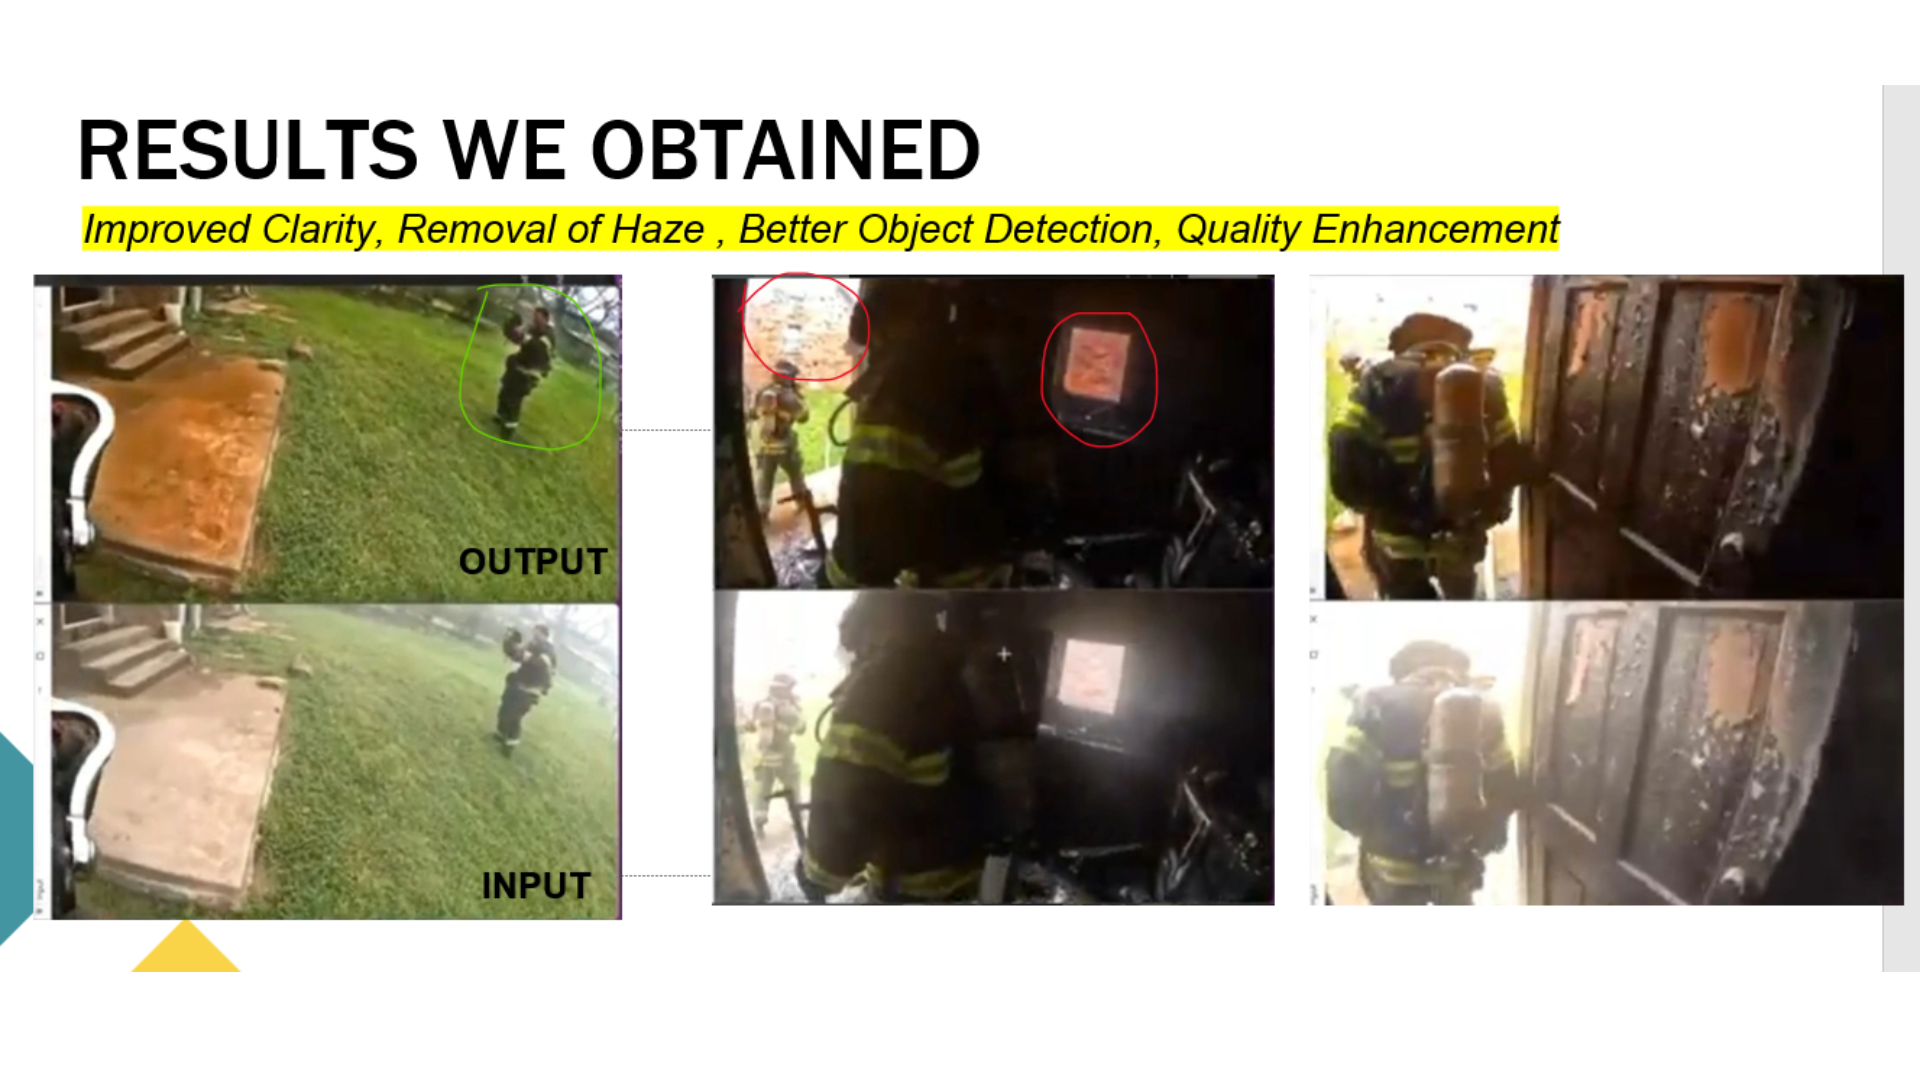 RESULTS WE OBTAINED
Improved Clarity, Removal of Haze , Better Object Detection, Quality Enhancement
OUTPUT
INPUT